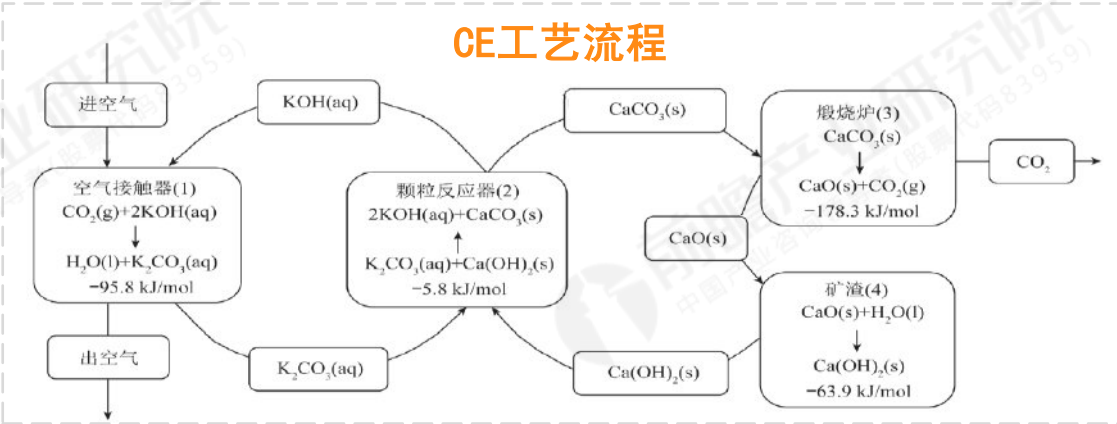 CE工艺流程
进空气
KOH(aq)
CaCO₃(s)
空气接触器(1)
CO₂(g)+2KOH(aq)
H₂O(l)+K₂CO₃(aq)
−95.8 kJ/mol
颗粒反应器(2)
2KOH(aq)+CaCO₃(s)
K₂CO₃(aq)+Ca(OH)₂(s)
−5.8 kJ/mol
煅烧炉(3)
CaCO₃(s)
CaO(s)+CO₂(g)
−178.3 kJ/mol
CO₂
CaO(s)
矿渣(4)
CaO(s)+H₂O(l)
Ca(OH)₂(s)
−63.9 kJ/mol
出空气
K₂CO₃(aq)
Ca(OH)₂(s)